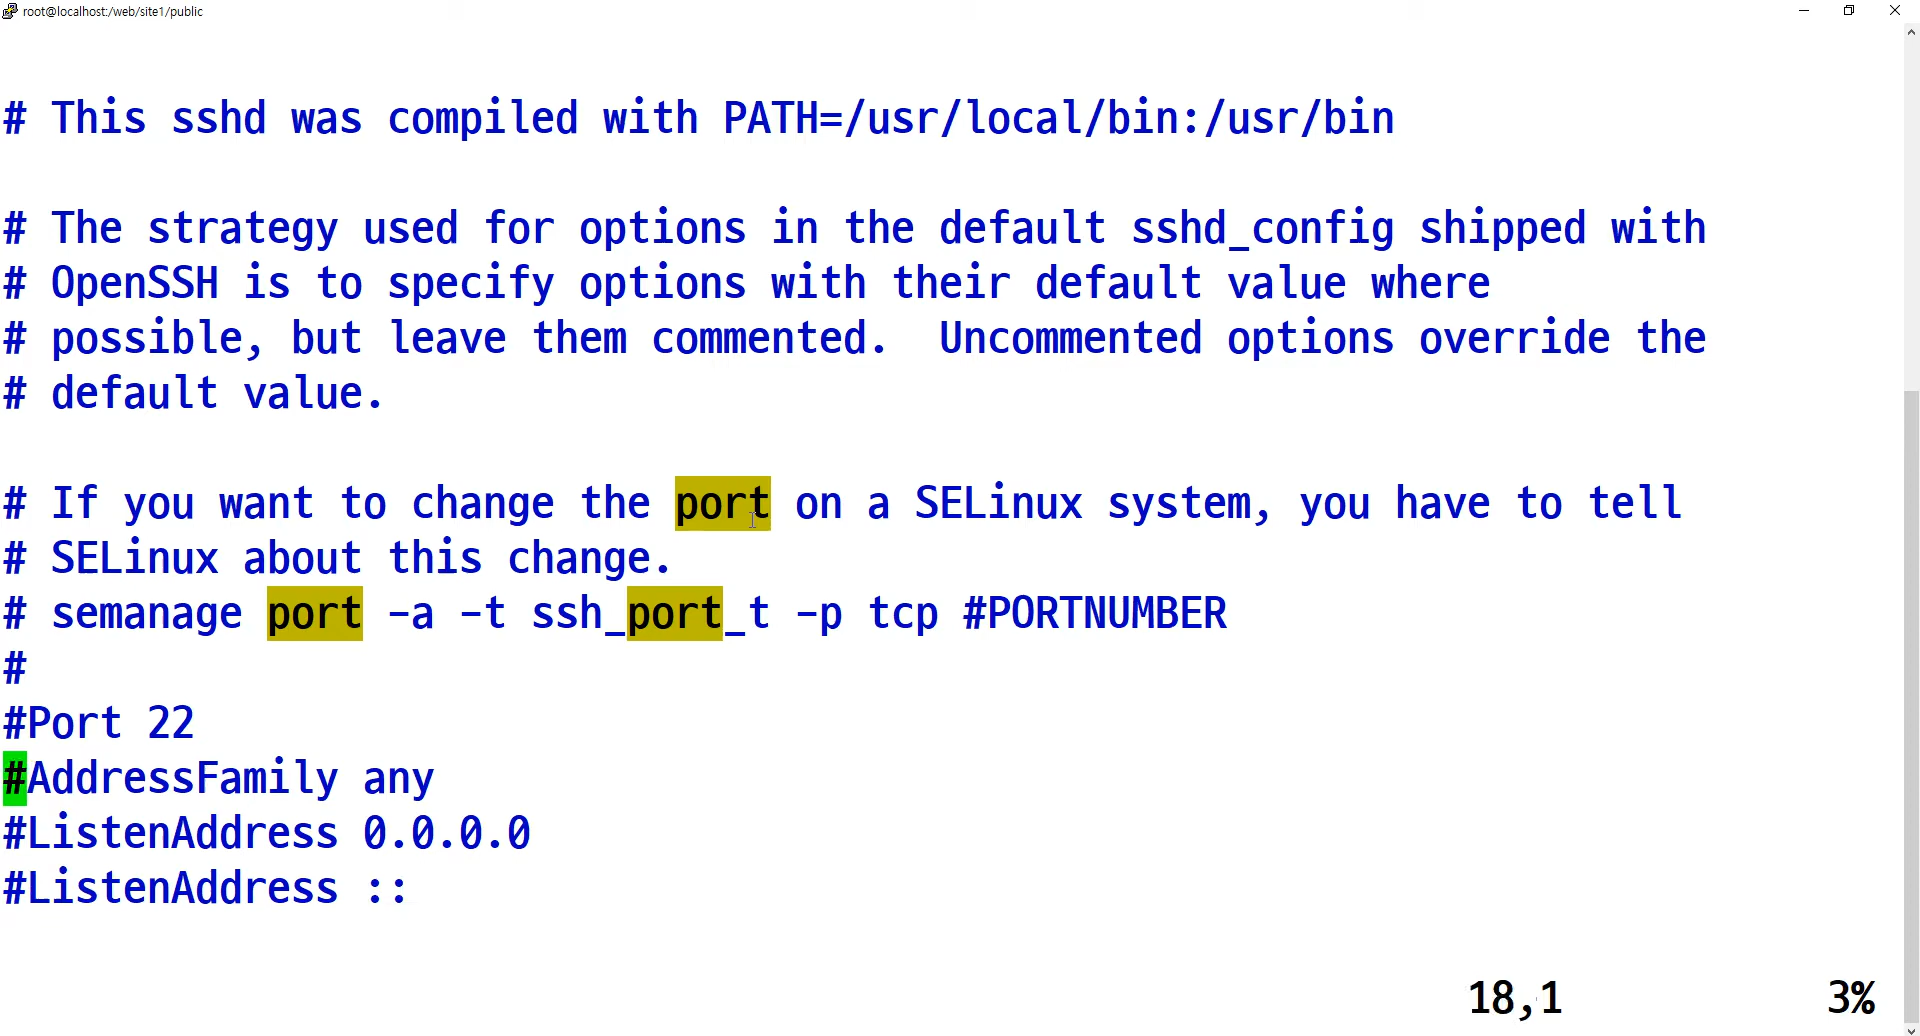 root@localhost:/web/site1/public
# This sshd was compiled with PATH=/usr/local/bin:/usr/bin
# The strategy used for options in the default sshd_config shipped with
# OpenSSH is to specify options with their default value where
# possible, but leave them commented.  Uncommented options override the
# default value.
# If you want to change the port on a SELinux system, you have to tell
# SELinux about this change.
# semanage port -a -t ssh_port_t -p tcp #PORTNUMBER
#
#Port 22
#AddressFamily any
#ListenAddress 0.0.0.0
#ListenAddress ::
18,1 3%